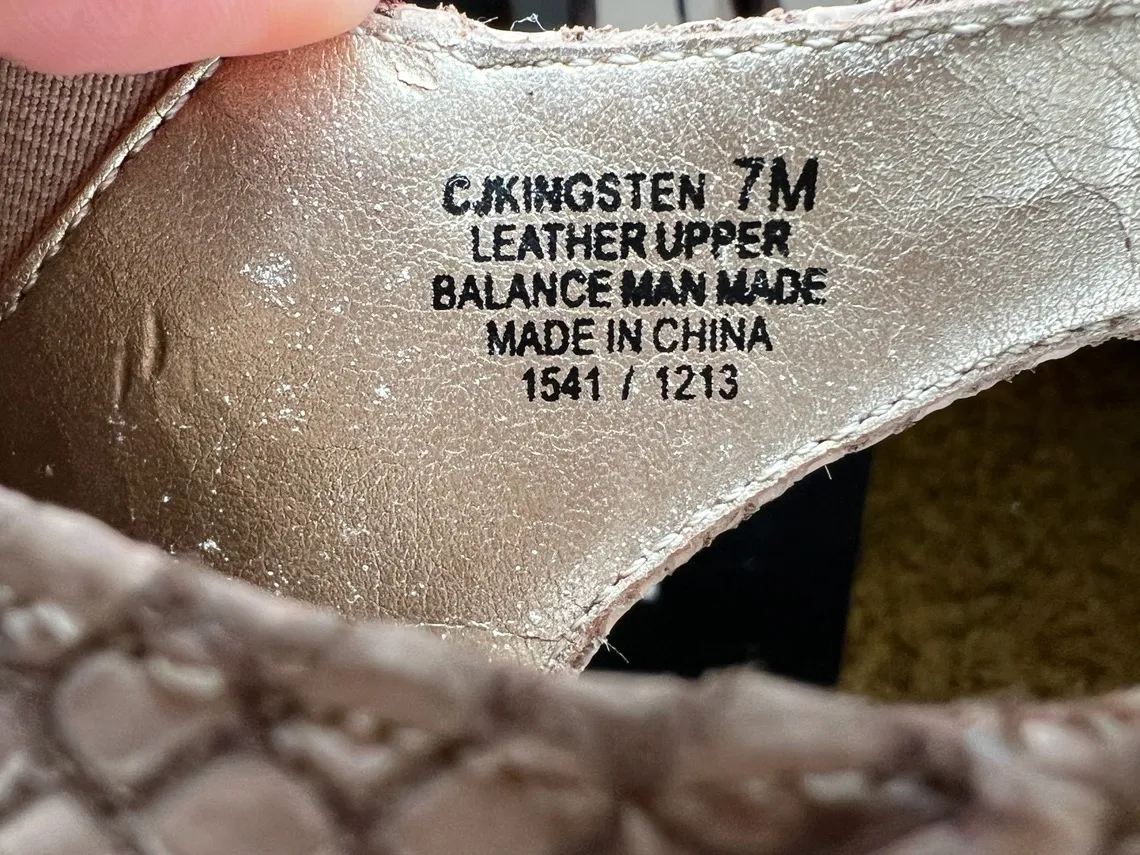 CJKINGSTEN 7M
LEATHER UPPER
BALANCE MAN MADE
MADE IN CHINA
1541 / 1213